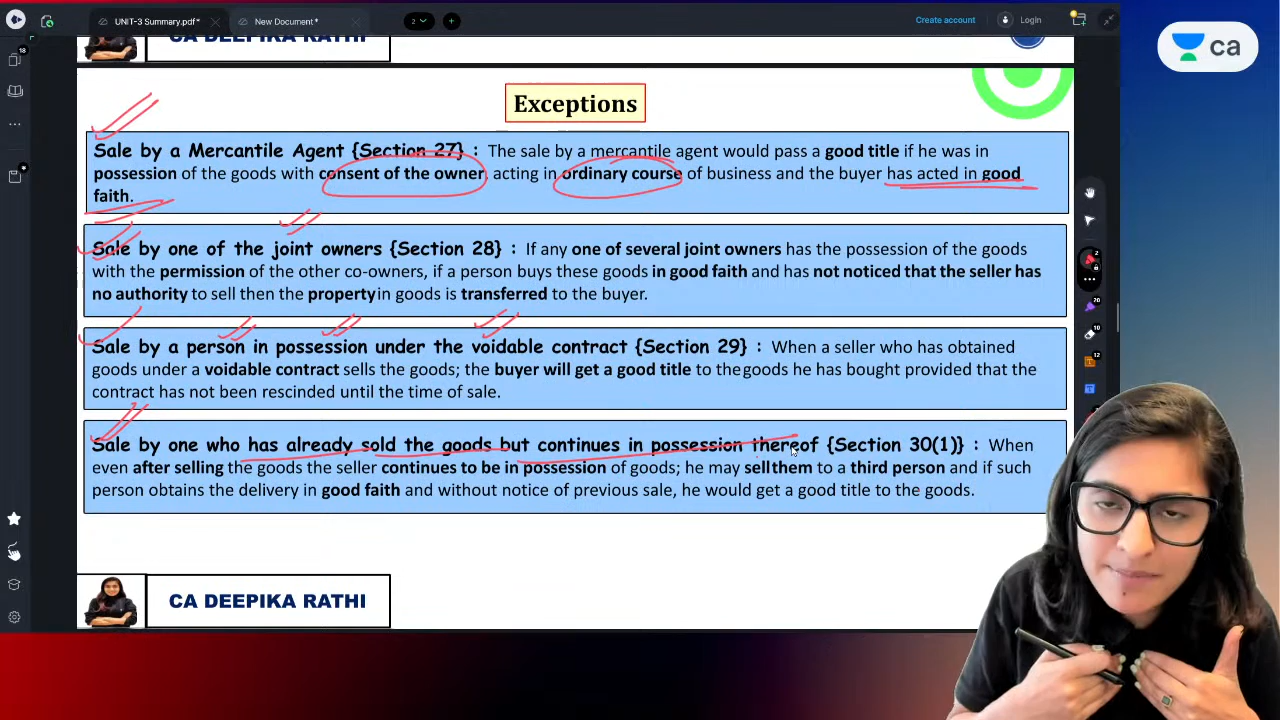 UNIT-3 Summary.pdf*
New Document*
2
Create account
Login
ca
CA DEEPIKA RATHI
18
Exceptions
Sale by a Mercantile Agent {Section 27} : The sale by a mercantile agent would pass a good title if he was in
possession of the goods with consent of the owner, acting in ordinary course of business and the buyer has acted in good
faith.
Sale by one of the joint owners {Section 28} : If any one of several joint owners has the possession of the goods
with the permission of the other co-owners, if a person buys these goods in good faith and has not noticed that the seller has
no authority to sell then the property in goods is transferred to the buyer.
Sale by a person in possession under the voidable contract {Section 29} : When a seller who has obtained
goods under a voidable contract sells the goods; the buyer will get a good title to the goods he has bought provided that the
contract has not been rescinded until the time of sale.
Sale by one who has already sold the goods but continues in possession thereof {Section 30(1)} : When
even after selling the goods the seller continues to be in possession of goods; he may sell them to a third person and if such
person obtains the delivery in good faith and without notice of previous sale, he would get a good title to the goods.
2
20
10
12
CA DEEPIKA RATHI